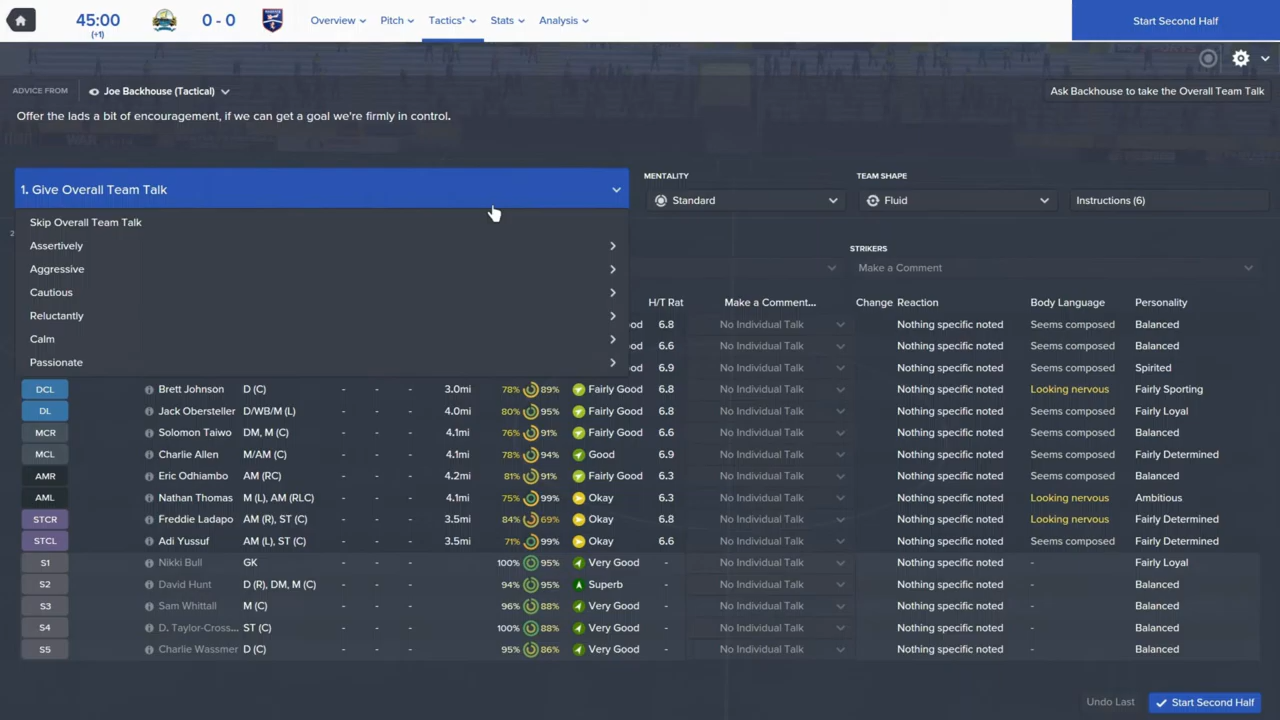 45:00
(+1)
0 - 0
Overview
Pitch
Tactics*
Stats
Analysis
Start Second Half
ADVICE FROM
Joe Backhouse (Tactical)
Ask Backhouse to take the Overall Team Talk
Offer the lads a bit of encouragement, if we can get a goal we're firmly in control.
1. Give Overall Team Talk
MENTALITY
TEAM SHAPE
Standard
Fluid
Instructions (6)
Skip Overall Team Talk
Assertively
Aggressive
Cautious
Reluctantly
Calm
Passionate
2
STRIKERS
Make a Comment
H/T Rat Make a Comment... Change Reaction Body Language Personality
od 6.8 No Individual Talk Nothing specific noted Seems composed Balanced
od 6.6 No Individual Talk Nothing specific noted Seems composed Balanced
od 6.9 No Individual Talk Nothing specific noted Seems composed Spirited
DCL Brett Johnson D (C) - - - 3.0mi 78% 89% Fairly Good 6.8 No Individual Talk Nothing specific noted Looking nervous Fairly Sporting
DL Jack Obersteller D/WB/M (L) - - - 4.0mi 80% 95% Fairly Good 6.8 No Individual Talk Nothing specific noted Seems composed Fairly Loyal
MCR Solomon Taiwo DM, M (C) - - - 4.1mi 76% 91% Fairly Good 6.6 No Individual Talk Nothing specific noted Seems composed Balanced
MCL Charlie Allen M/AM (C) - - - 4.1mi 78% 94% Good 6.9 No Individual Talk Nothing specific noted Seems composed Fairly Determined
AMR Eric Odhiambo AM (RC) - - - 4.2mi 81% 91% Fairly Good 6.3 No Individual Talk Nothing specific noted Seems composed Balanced
AML Nathan Thomas M (L), AM (RLC) - - - 4.1mi 75% 99% Okay 6.3 No Individual Talk Nothing specific noted Looking nervous Ambitious
STCR Freddie Ladapo AM (R), ST (C) - - - 3.5mi 84% 69% Okay 6.8 No Individual Talk Nothing specific noted Looking nervous Fairly Determined
STCL Adi Yussuf AM (L), ST (C) - - - 3.5mi 71% 99% Okay 6.6 No Individual Talk Nothing specific noted Seems composed Fairly Determined
S1 Nikki Bull GK 100% 95% Very Good - No Individual Talk Nothing specific noted - Fairly Loyal
S2 David Hunt D (R), DM, M (C) 94% 95% Superb - No Individual Talk Nothing specific noted - Balanced
S3 Sam Whittall M (C) 96% 88% Very Good - No Individual Talk Nothing specific noted - Balanced
S4 D. Taylor-Cross... ST (C) 100% 88% Very Good - No Individual Talk Nothing specific noted - Balanced
S5 Charlie Wassmer D (C) 95% 86% Very Good - No Individual Talk Nothing specific noted - Balanced
Undo Last
Start Second Half